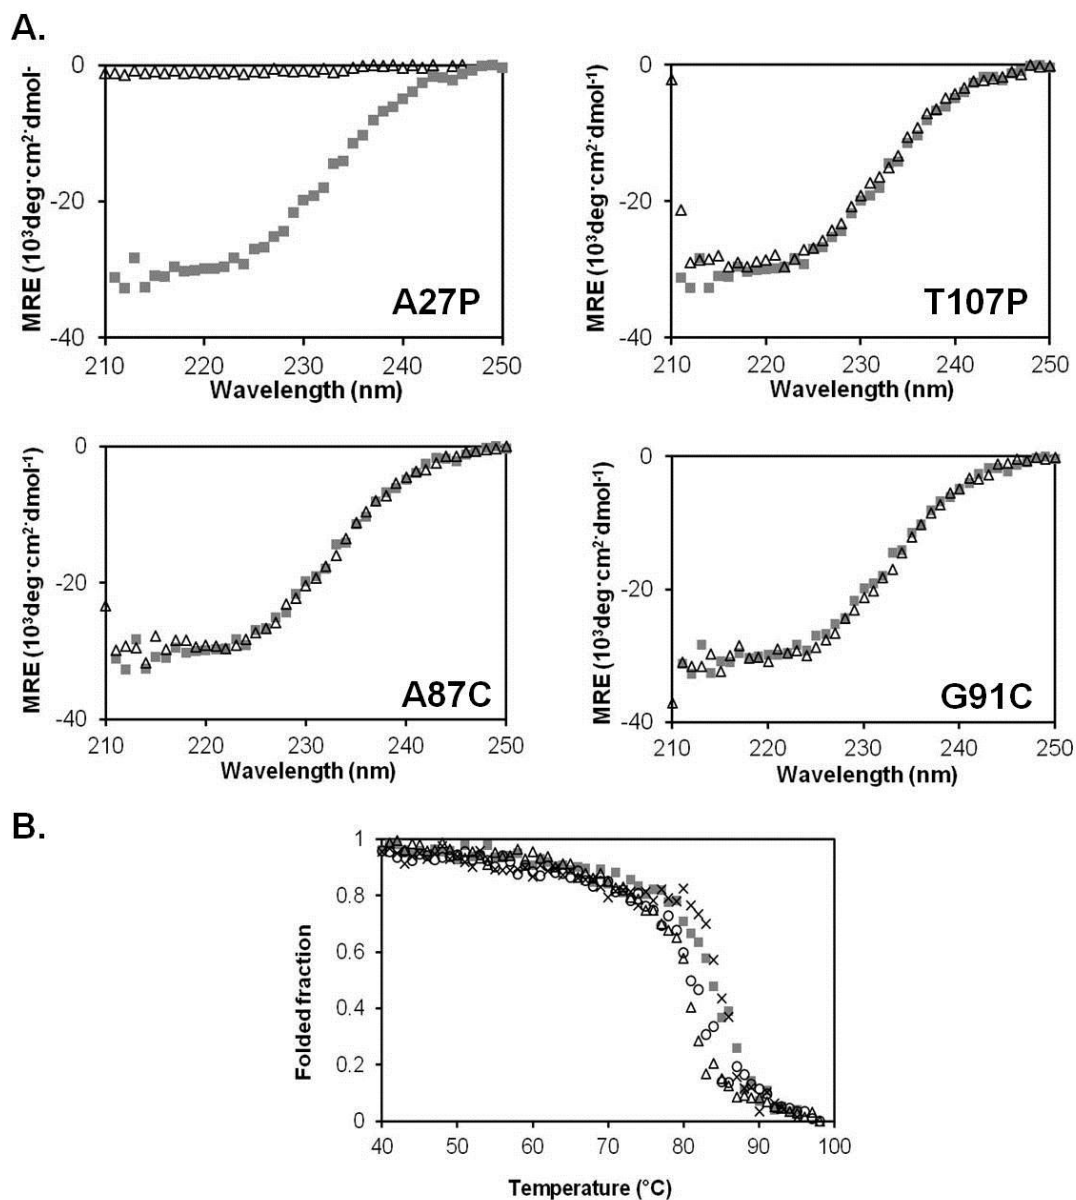 A.
0
-20
-40
MRE (10³deg·cm²·dmol-
210 220 230 240 250
Wavelength (nm)
A27P
0
-20
-40
MRE (10³deg·cm²·dmol⁻¹)
210 220 230 240 250
Wavelength (nm)
T107P
0
-20
-40
MRE (10³deg·cm²·dmol⁻¹)
210 220 230 240 250
Wavelength (nm)
A87C
0
-20
-40
MRE (10³deg·cm²·dmol⁻¹)
210 220 230 240 250
Wavelength (nm)
G91C
B.
1
0.8
0.6
0.4
0.2
0
Folded fraction
40 50 60 70 80 90 100
Temperature (°C)